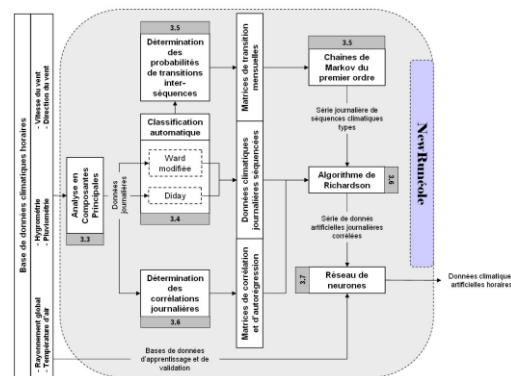 Base de données climatiques horaires
- Vitesse du vent
- Direction du vent
- Hygrométrie
- Pluviométrie
- Rayonnement global
- Température d'air
Analyse en
Composantes
Principales
3.3
Données
journalières
3.5
Détermination
des
probabilités
de transitions
inter-
séquences
Classification
automatique
Ward
modifiée
Diday
3.4
Détermination
des
corrélations
journalières
3.6
Matrices de transition
mensuelles
Données climatiques
journalières séquencées
Matrices de corrélation
et d'autorégression
3.5
Chaines de
Markov du
premier ordre
Série journalière de
séquences climatiques
types
Algorithme de
Richardson
3.6
Série de donnés
artificielles journalières
corrélées
3.7
Réseau de
neurones
NewRunéole
Données climatiques
artificielles horaires
Bases de données
d'apprentissage et de
validation